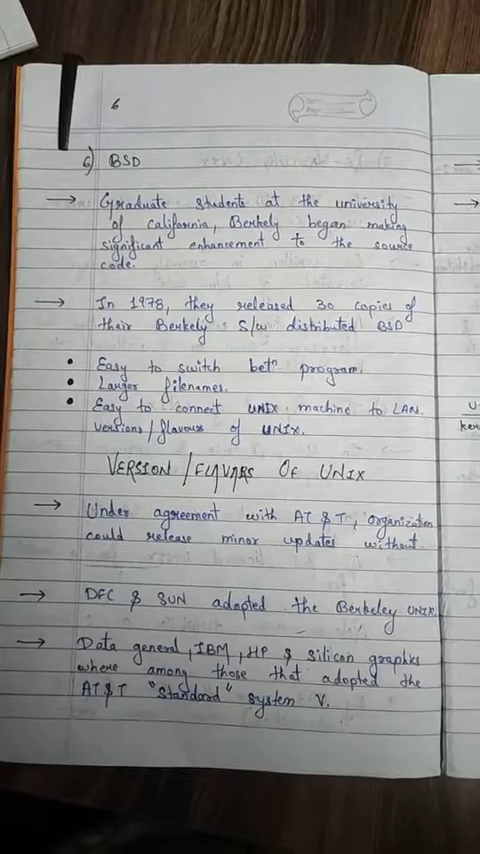 6
6) BSD
→ Graduate students at the university
of california, Berkely began making
significant enhancement to the source
code.
→ In 1978, they released 30 copies of
their Berkely S/w distributed BSD
• Easy to switch betn program.
• Larger filenames.
• Easy to connect UNIX machine to LAN.
versions/flavour of UNIX.
VERSION/FLAVARS OF UNIX
→ Under agreement with AT&T, organization
could release minor updates without.
→ DEC & SUN adopted the Berkeley UNIX.
→ Data general, IBM, HP & Silicon graphics
where among those that adopted the
AT&T "Standard" system V.
U
ker